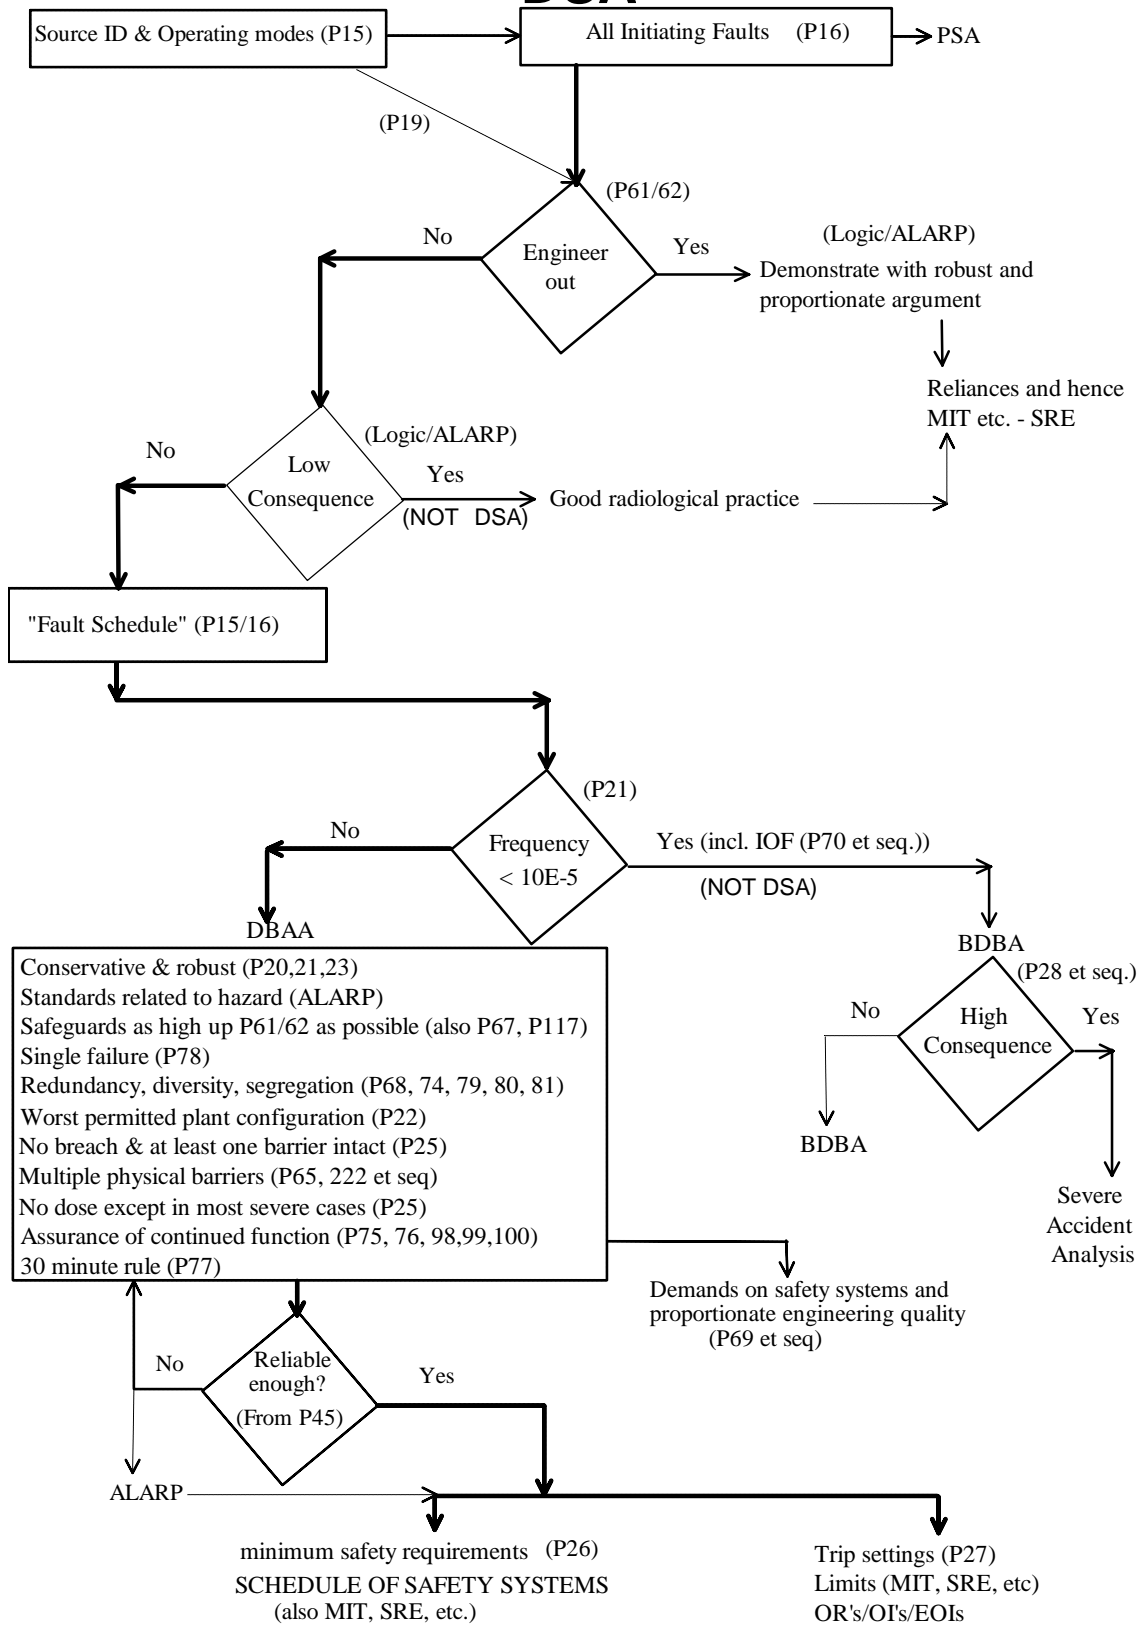 DSA
Source ID & Operating modes (P15)
All Initiating Faults (P16)
PSA
(P19)
(P61/62)
No
Engineer
out
Yes
(Logic/ALARP)
Demonstrate with robust and
proportionate argument
Reliances and hence
MIT etc. - SRE
No
(Logic/ALARP)
Low
Consequence
Yes
(NOT DSA)
Good radiological practice
"Fault Schedule" (P15/16)
(P21)
No
Frequency
< 10E-5
Yes (incl. IOF (P70 et seq.))
(NOT DSA)
DBAA
BDBA
(P28 et seq.)
No
High
Consequence
Yes
BDBA
Severe
Accident
Analysis
Conservative & robust (P20,21,23)
Standards related to hazard (ALARP)
Safeguards as high up P61/62 as possible (also P67, P117)
Single failure (P78)
Redundancy, diversity, segregation (P68, 74, 79, 80, 81)
Worst permitted plant configuration (P22)
No breach & at least one barrier intact (P25)
Multiple physical barriers (P65, 222 et seq)
No dose except in most severe cases (P25)
Assurance of continued function (P75, 76, 98,99,100)
30 minute rule (P77)
Demands on safety systems and
proportionate engineering quality
(P69 et seq)
No
Reliable
enough?
(From P45)
Yes
ALARP
minimum safety requirements (P26)
SCHEDULE OF SAFETY SYSTEMS
(also MIT, SRE, etc.)
Trip settings (P27)
Limits (MIT, SRE, etc)
OR's/OI's/EOIs